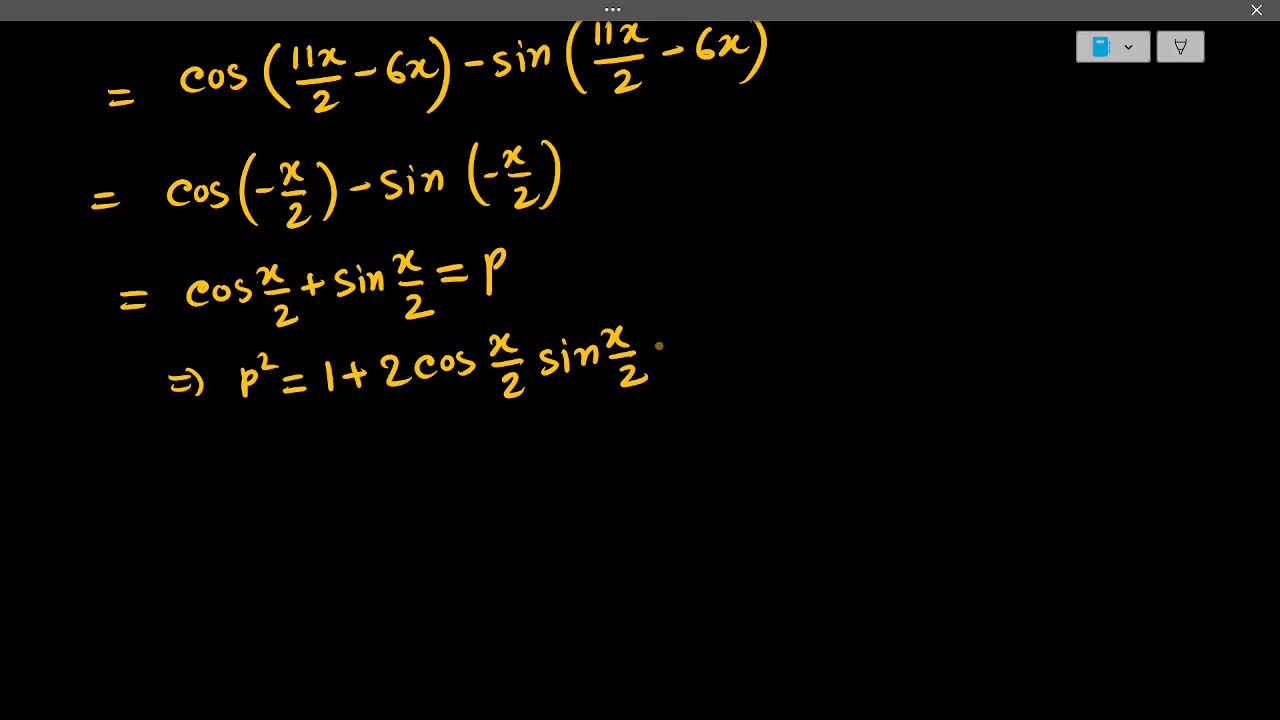 = cos(11x/2 - 6x) - sin(11x/2 - 6x)
= cos(-x/2) - sin(-x/2)
= cos x/2 + sin x/2 = P
⇒ p² = 1 + 2 cos x/2 sin x/2